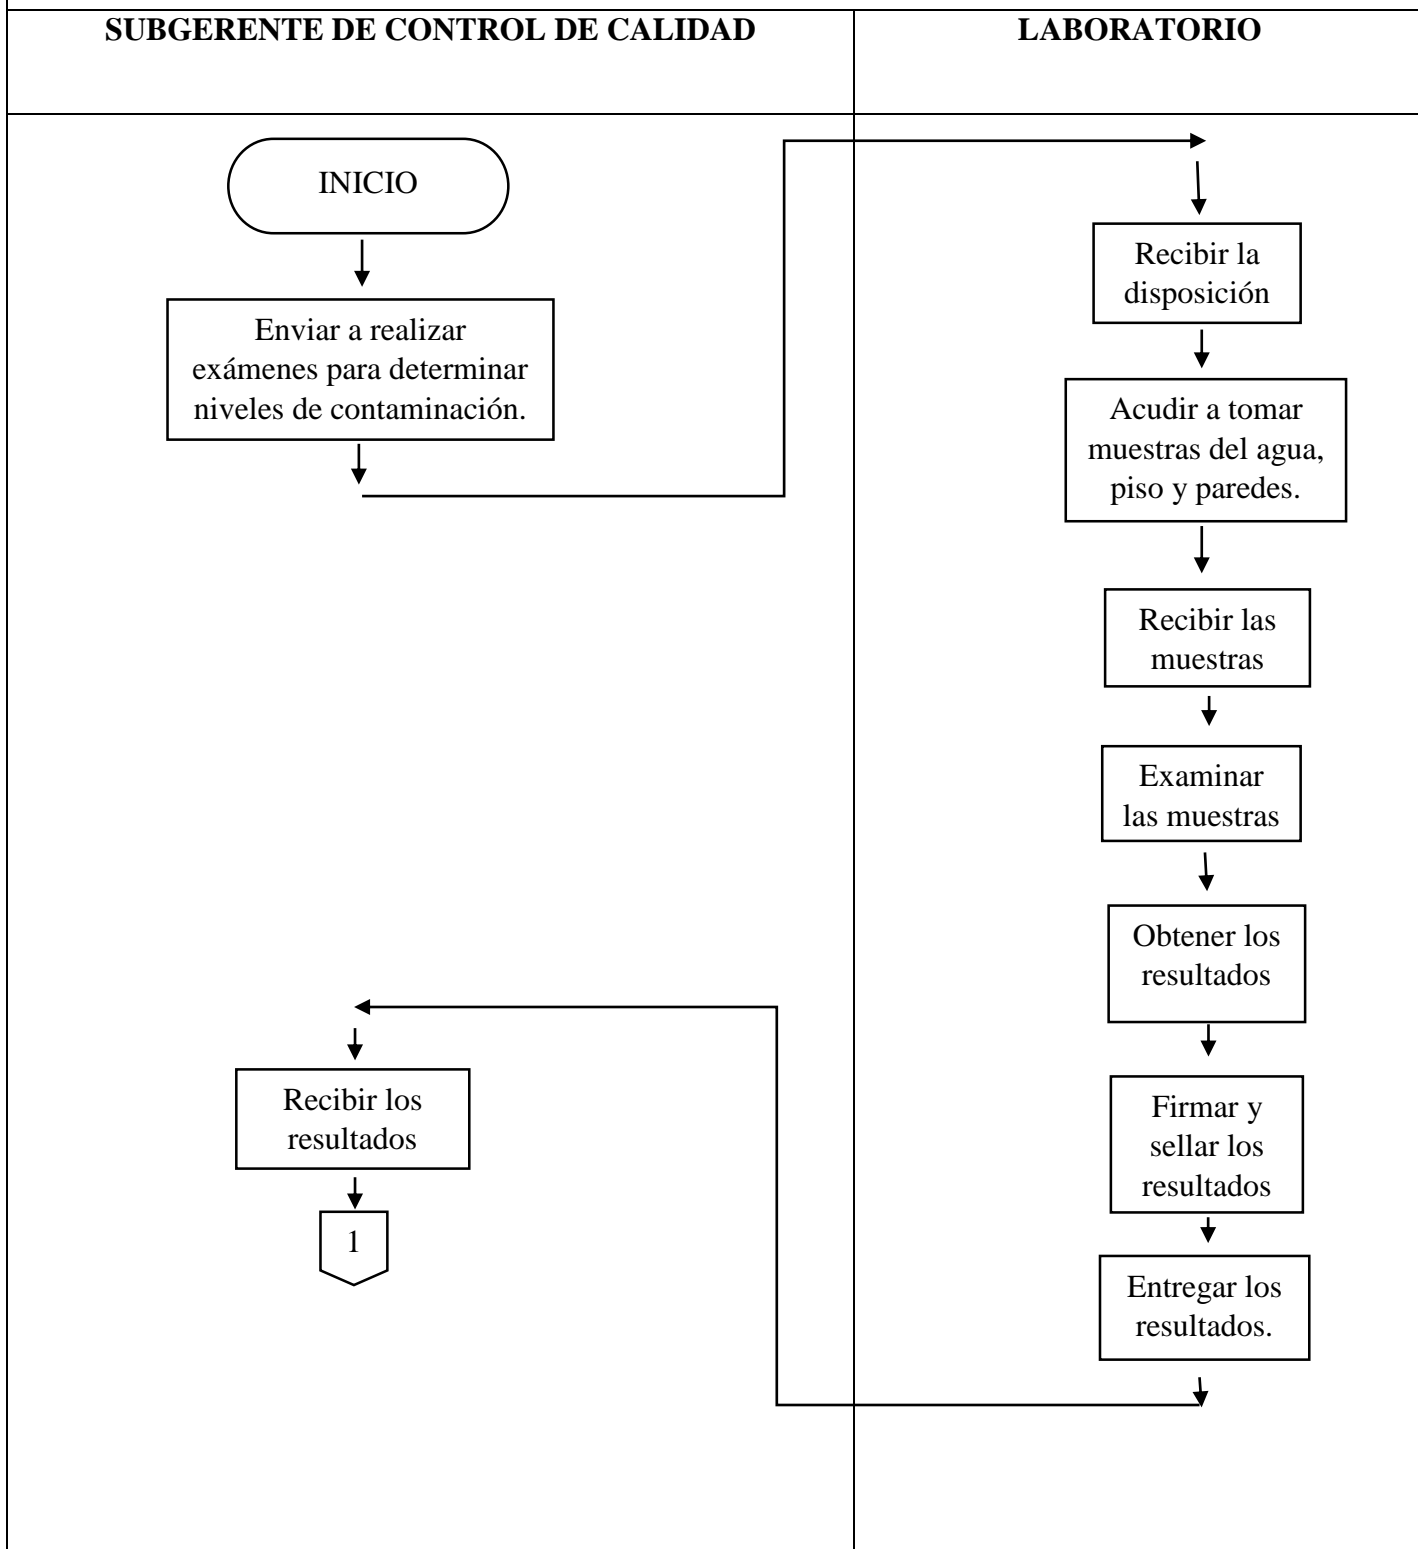 SUBGERENTE DE CONTROL DE CALIDAD
LABORATORIO
INICIO
Enviar a realizar
exámenes para determinar
niveles de contaminación.
Recibir la
disposición
Acudir a tomar
muestras del agua,
piso y paredes.
Recibir las
muestras
Examinar
las muestras
Obtener los
resultados
Firmar y
sellar los
resultados
Entregar los
resultados.
Recibir los
resultados
1